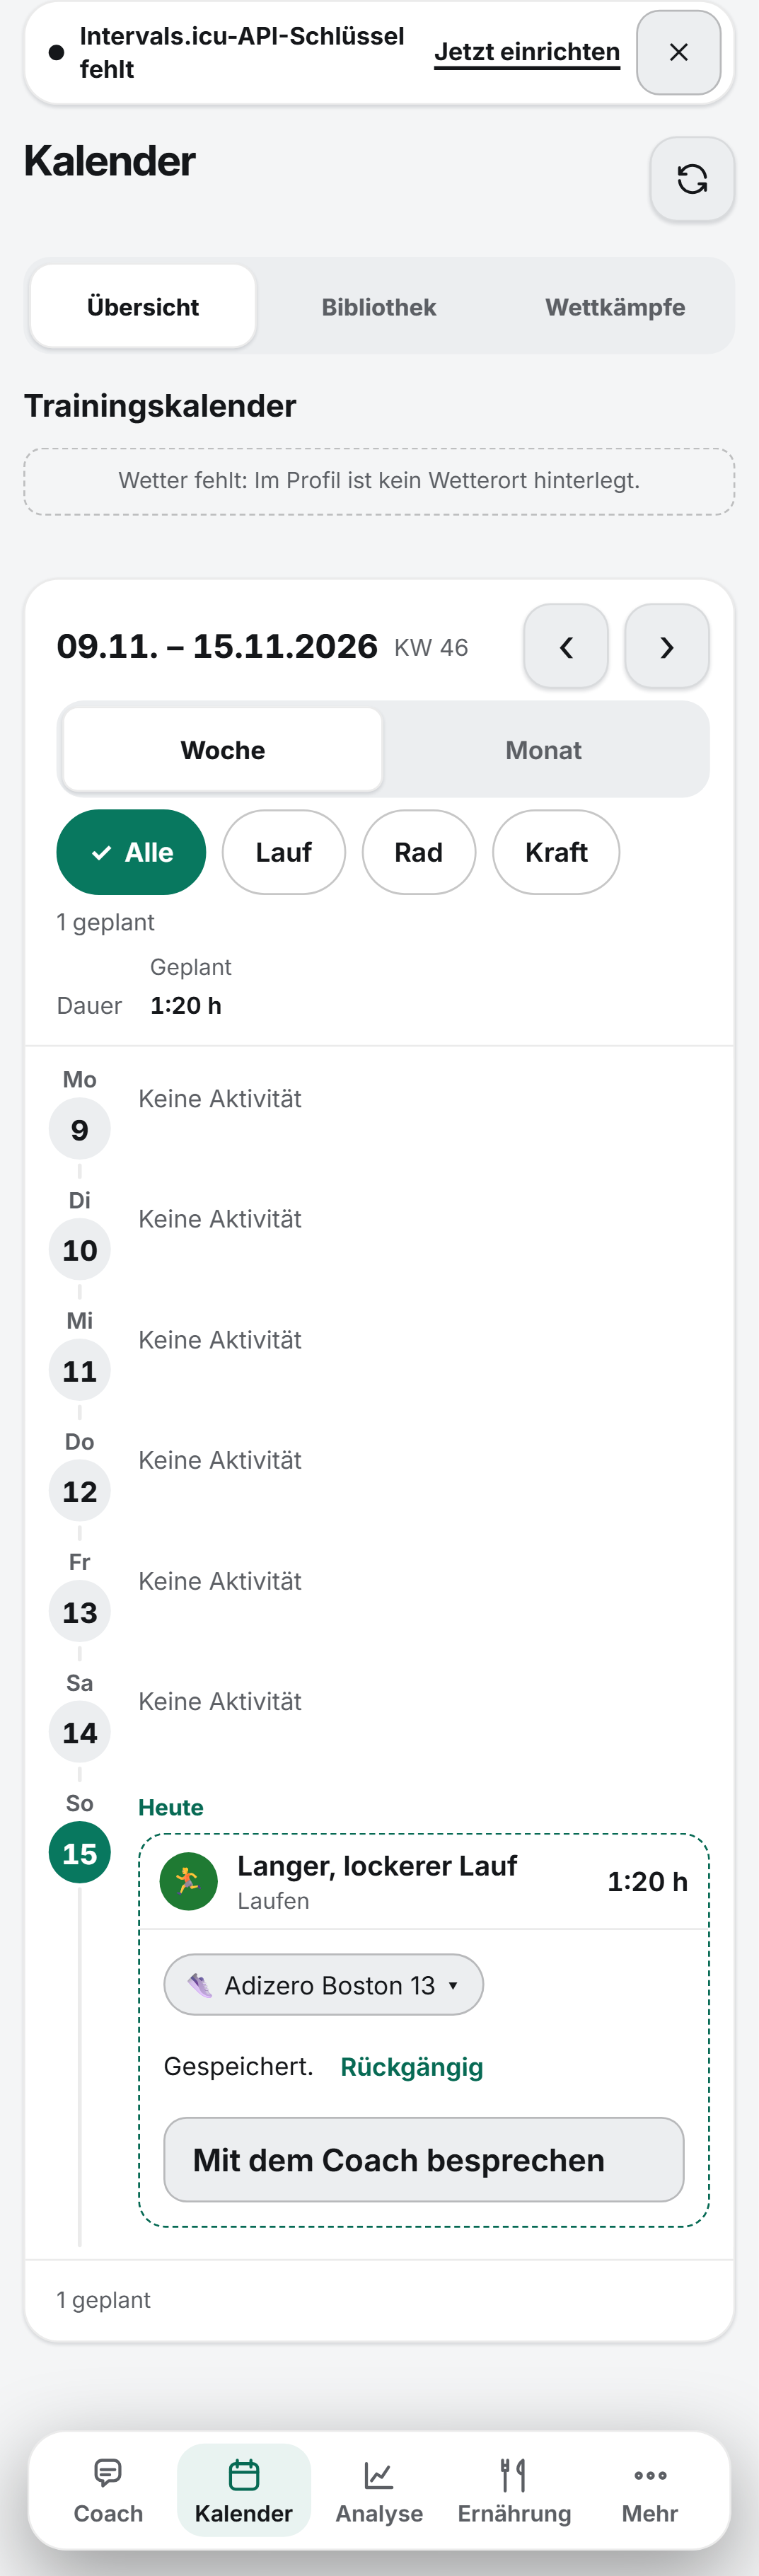 Intervals.icu-API-Schlüssel
fehlt
Jetzt einrichten
Kalender
Übersicht
Bibliothek
Wettkämpfe
Trainingskalender
Wetter fehlt: Im Profil ist kein Wetterort hinterlegt.
09.11. – 15.11.2026 KW 46
Woche
Monat
Alle
Lauf
Rad
Kraft
1 geplant
Geplant
Dauer 1:20 h
Mo
9
Keine Aktivität
Di
10
Keine Aktivität
Mi
11
Keine Aktivität
Do
12
Keine Aktivität
Fr
13
Keine Aktivität
Sa
14
Keine Aktivität
So
15
Heute
Langer, lockerer Lauf
Laufen
1:20 h
Adizero Boston 13
Gespeichert. Rückgängig
Mit dem Coach besprechen
1 geplant
Coach
Kalender
Analyse
Ernährung
Mehr